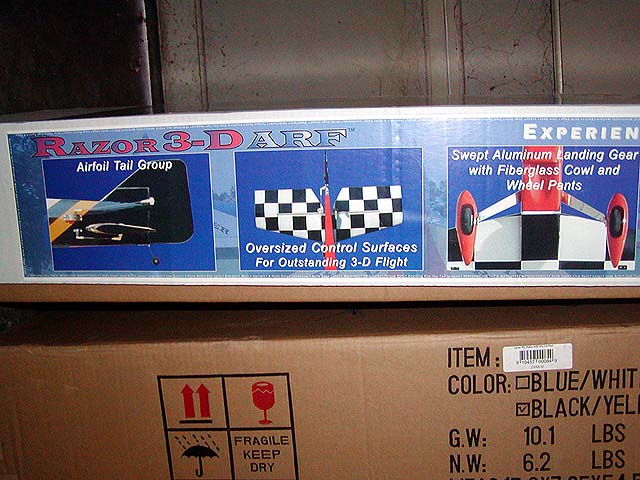 RAZOR 3-D ARF™
EXPERIEN
Airfoil Tail Group
Oversized Control Surfaces
For Outstanding 3-D Flight
Swept Aluminum Landing Gear
with Fiberglass Cowl and
Wheel Pants
FRAGILE
KEEP
DRY
ITEM:
COLOR: ☐BLUE/WHIT
☑BLACK/YEL
G.W: 10.1 LBS
N.W: 6.2 LBS